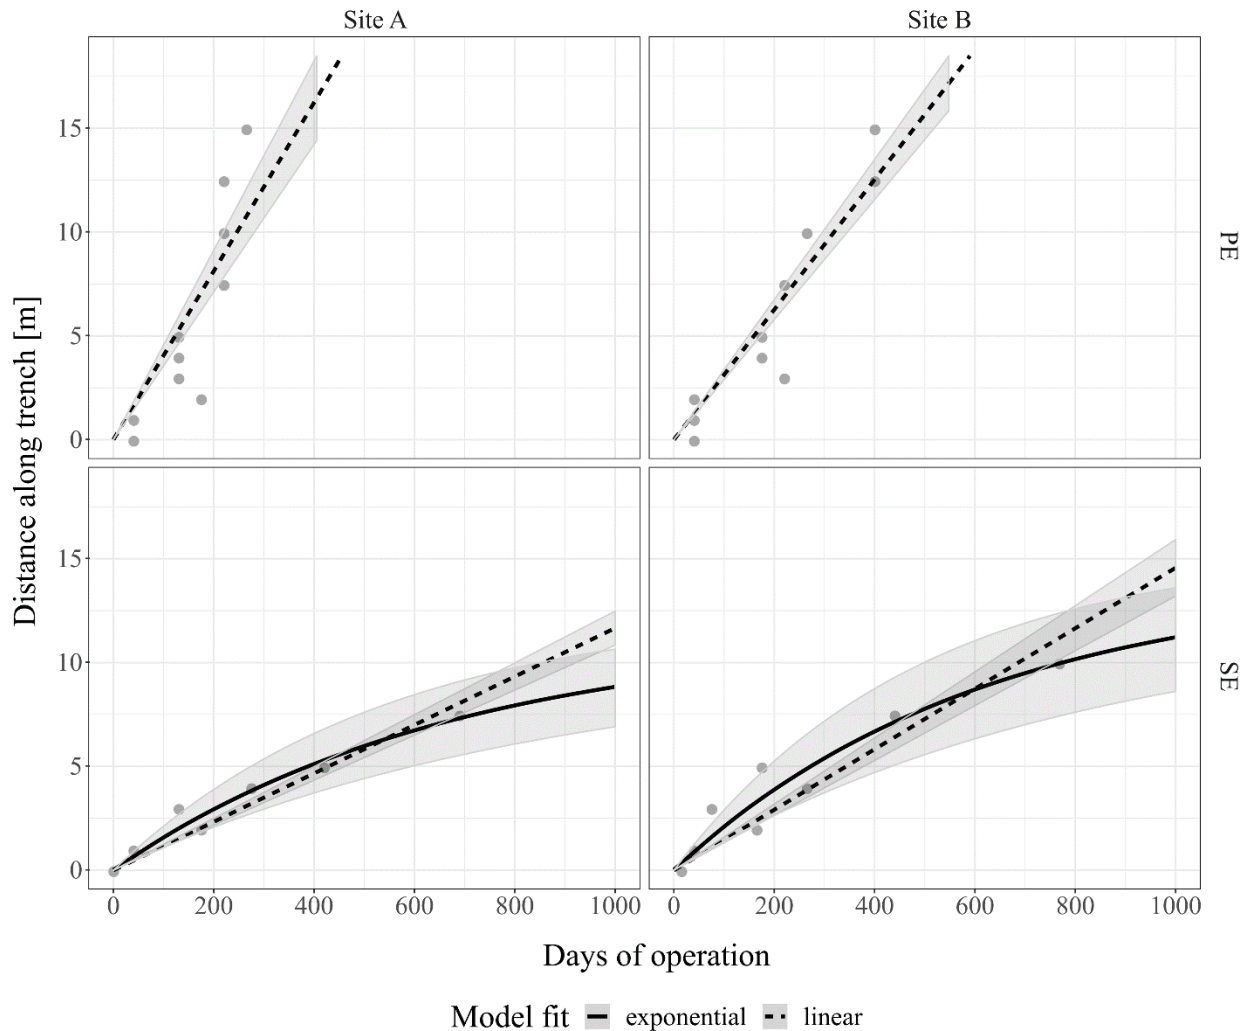 Site A
Site B
15
10
5
0
PE
Distance along trench [m]
15
10
5
0
SE
0 200 400 600 800 1000
0 200 400 600 800 1000
Days of operation
Model fit exponential linear